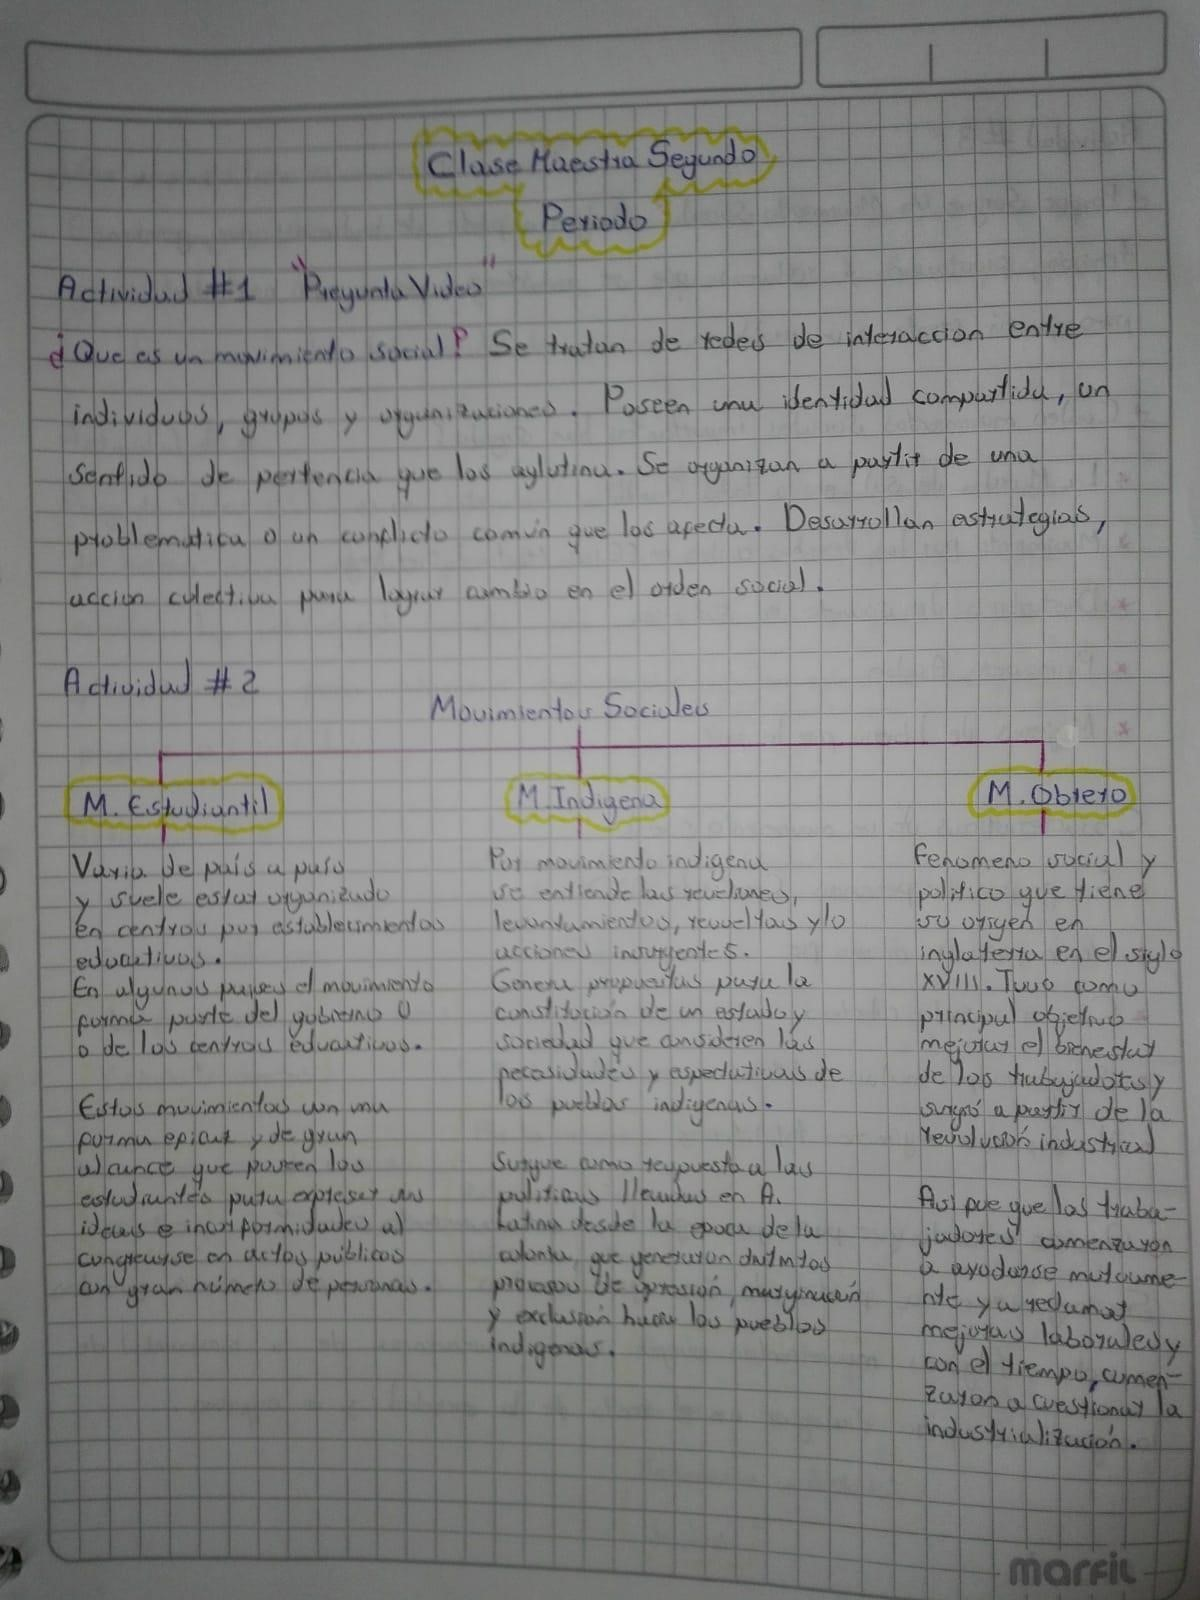 Clase Maestra Segundo
Periodo
Actividad #1 "Pregunta Video"
¿Que es un movimiento social? Se tratan de redes de interaccion entre
individuos, grupos y organizaciones. Poseen una identidad compartida, un
sentido de pertencia que los aglutina. Se organizan a partir de una
problematica o un conflicto común que los afecta. Desarrollan estrategias,
accion colectiva para lograr cambio en el orden social.
Actividad #2
Movimientos Sociales
M. Estudiantil
Varia de país a país
y suele estar organizado
en centros por establecimientos
educativos.
En algunos paises el movimiento
forma parte del gobierno O
o de los centros educativos.
Estos movimientos son una
forma epicaz y de gran
alcance que poseen los
estudiantes para expresar sus
ideas e inconformidades al
congregarse en actos públicos
con gran número de personas.
M. Indigena
Por movimiento indigena
se entiende las reveliones,
levantamientos, revueltas y/o
acciones insurgentes.
Genera propuestas para la
constitución de un estado y
sociedad que consideren las
necesidades y espectativas de
los pueblos indigenas.
Surgue como respuesta a las
politicas llevadas en A.
Latina desde la epoca de la
colonia, que generaron distintos
procesos de opresión, marginación
y exclusión hacia los pueblos
indigenas.
M. Obrero
Fenomeno social y
politico que tiene
su origen en
inglaterra en el siglo
XVIII. Tuvo como
principal objetivo
mejorar el bienestar
de los trabajadores y
surgió a partir de la
revolución industrial
Asi fue que los traba-
jadores comenzaron
a ayudarse mutuame-
nte y a reclamar
mejoras laborales y
con el tiempo, comen-
zaron a cuestionar la
industrialización.
marfil